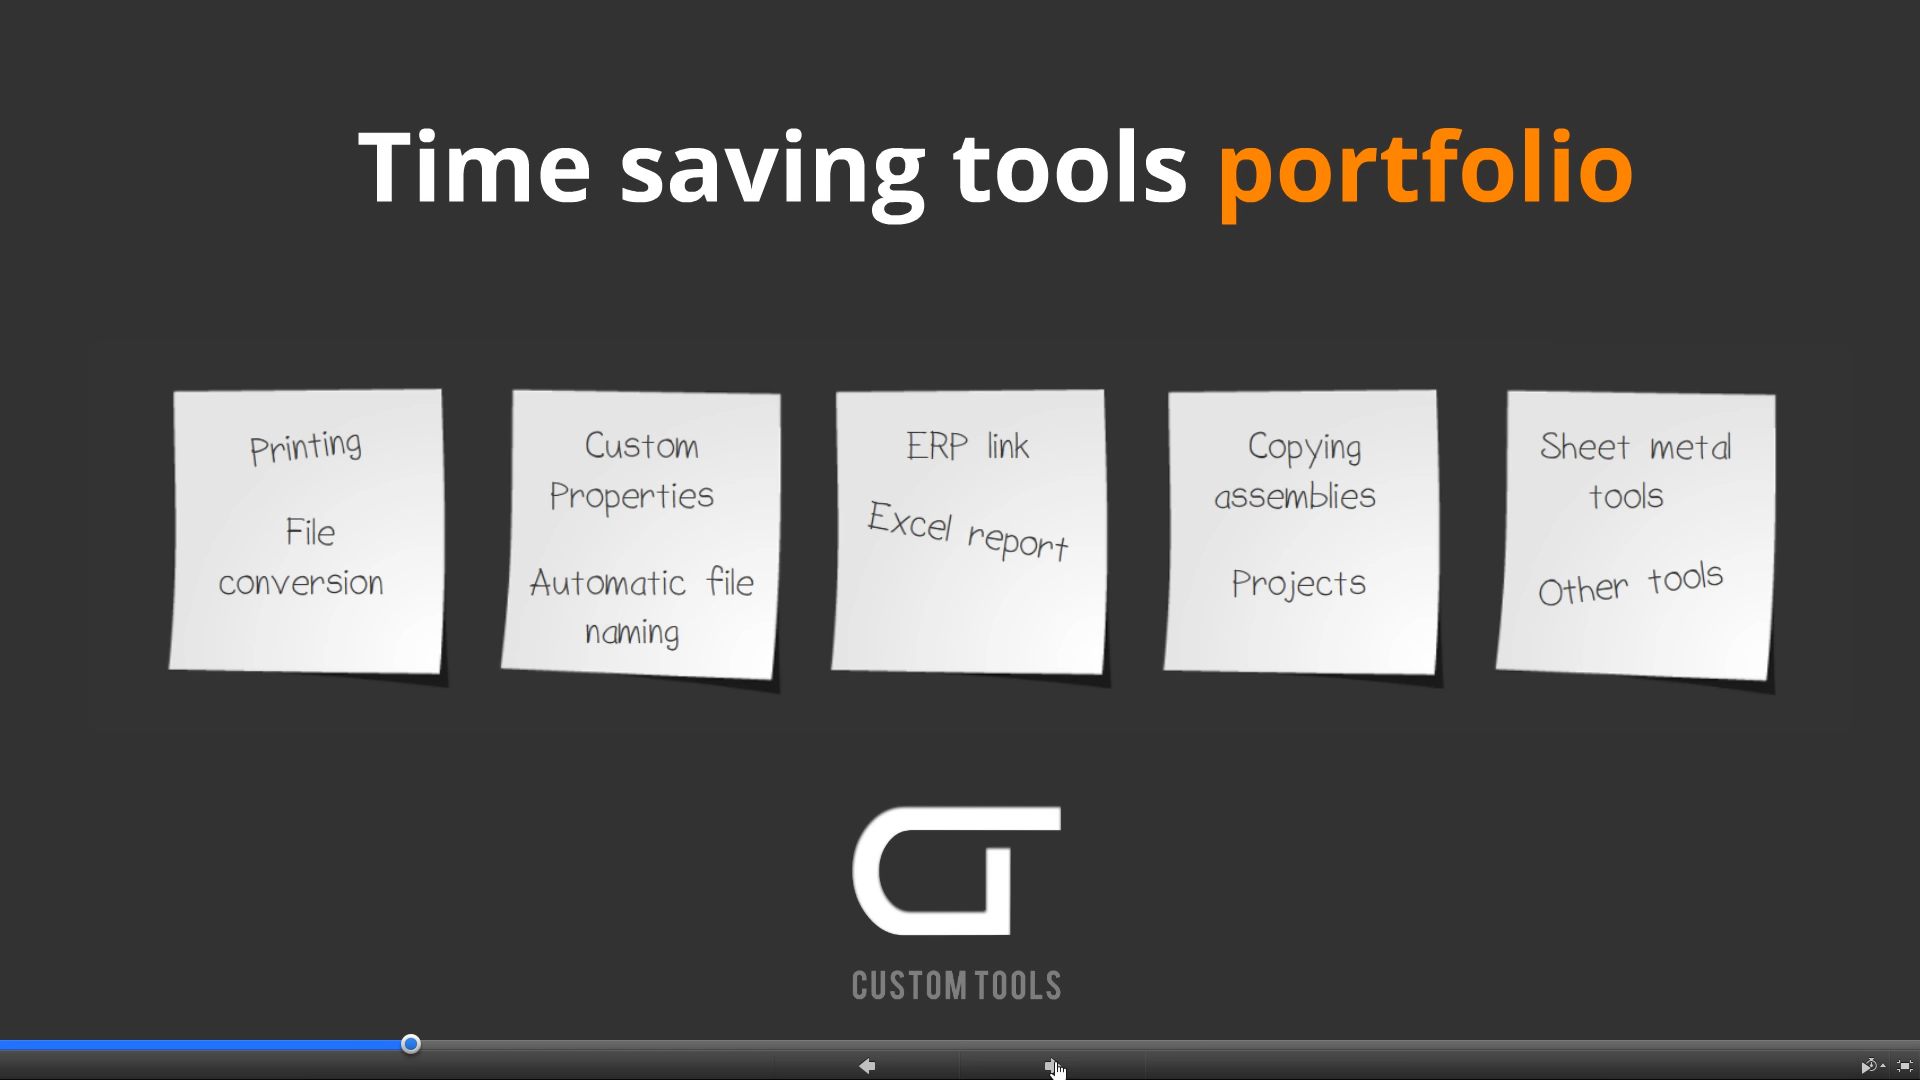 Time saving tools portfolio
Printing
File
conversion
Custom
Properties
Automatic file
naming
ERP link
Excel report
Copying
assemblies
Projects
Sheet metal
tools
Other tools
CT
CUSTOM TOOLS